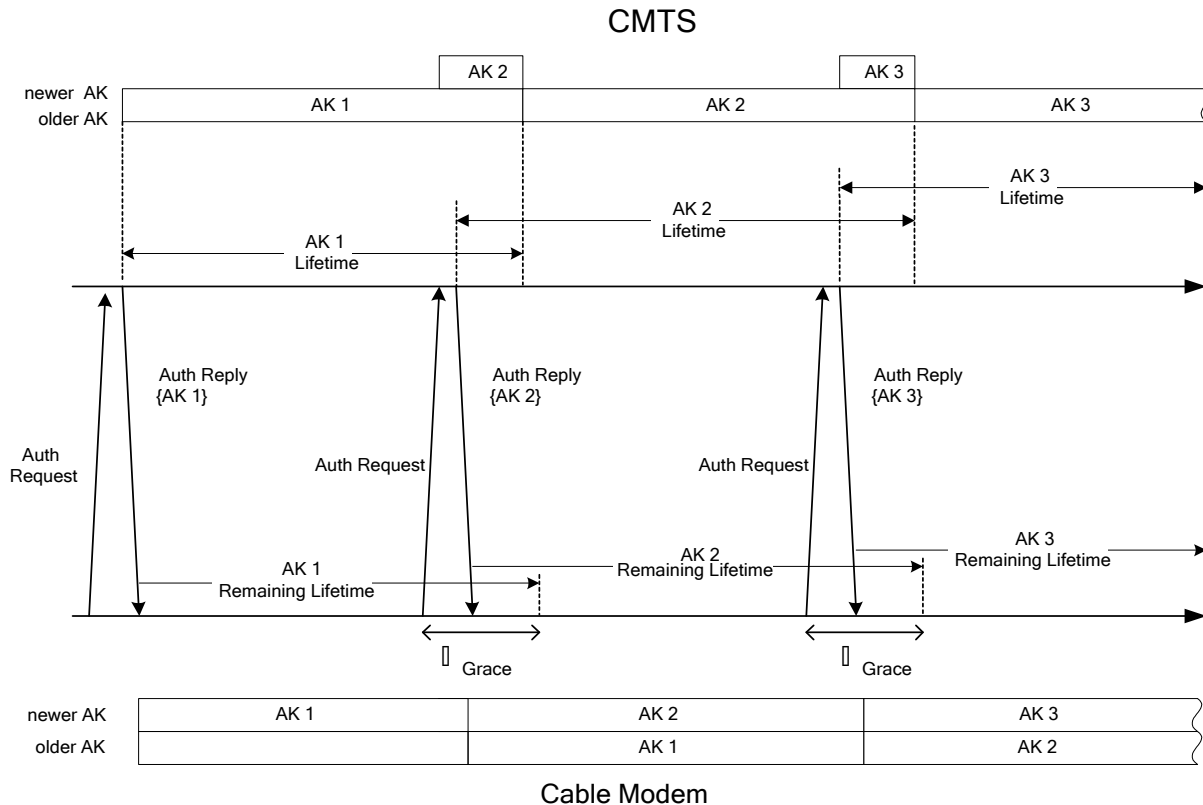 CMTS
AK 2
AK 3
newer AK
older AK
AK 1
AK 2
AK 3
AK 3
Lifetime
AK 2
Lifetime
AK 1
Lifetime
Auth Reply
{AK 1}
Auth Reply
{AK 2}
Auth Reply
{AK 3}
Auth
Request
Auth Request
Auth Request
AK 1
Remaining Lifetime
AK 2
Remaining Lifetime
AK 3
Remaining Lifetime
Grace
Grace
newer AK
AK 1
AK 2
AK 3
older AK
AK 1
AK 2
Cable Modem